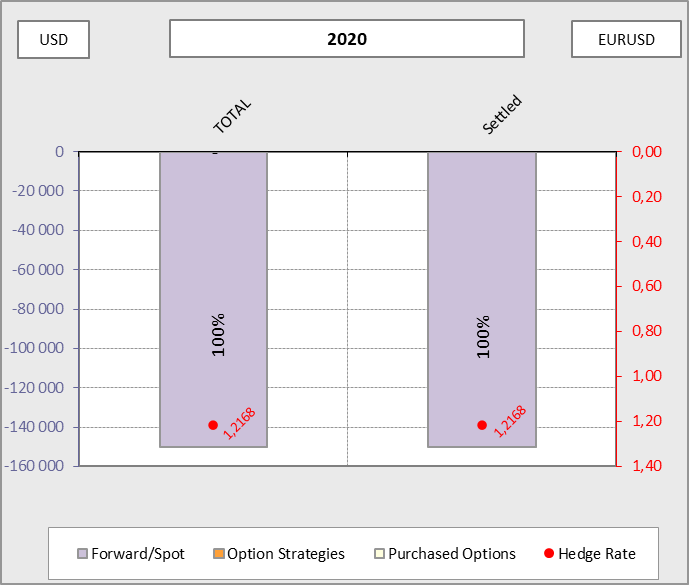 USD
2020
EURUSD
TOTAL
Settled
0
-20 000
-40 000
-60 000
-80 000
-100 000
-120 000
-140 000
-160 000
100%
1,2168
100%
1,2168
0,00
0,20
0,40
0,60
0,80
1,00
1,20
1,40
Forward/Spot
Option Strategies
Purchased Options
Hedge Rate